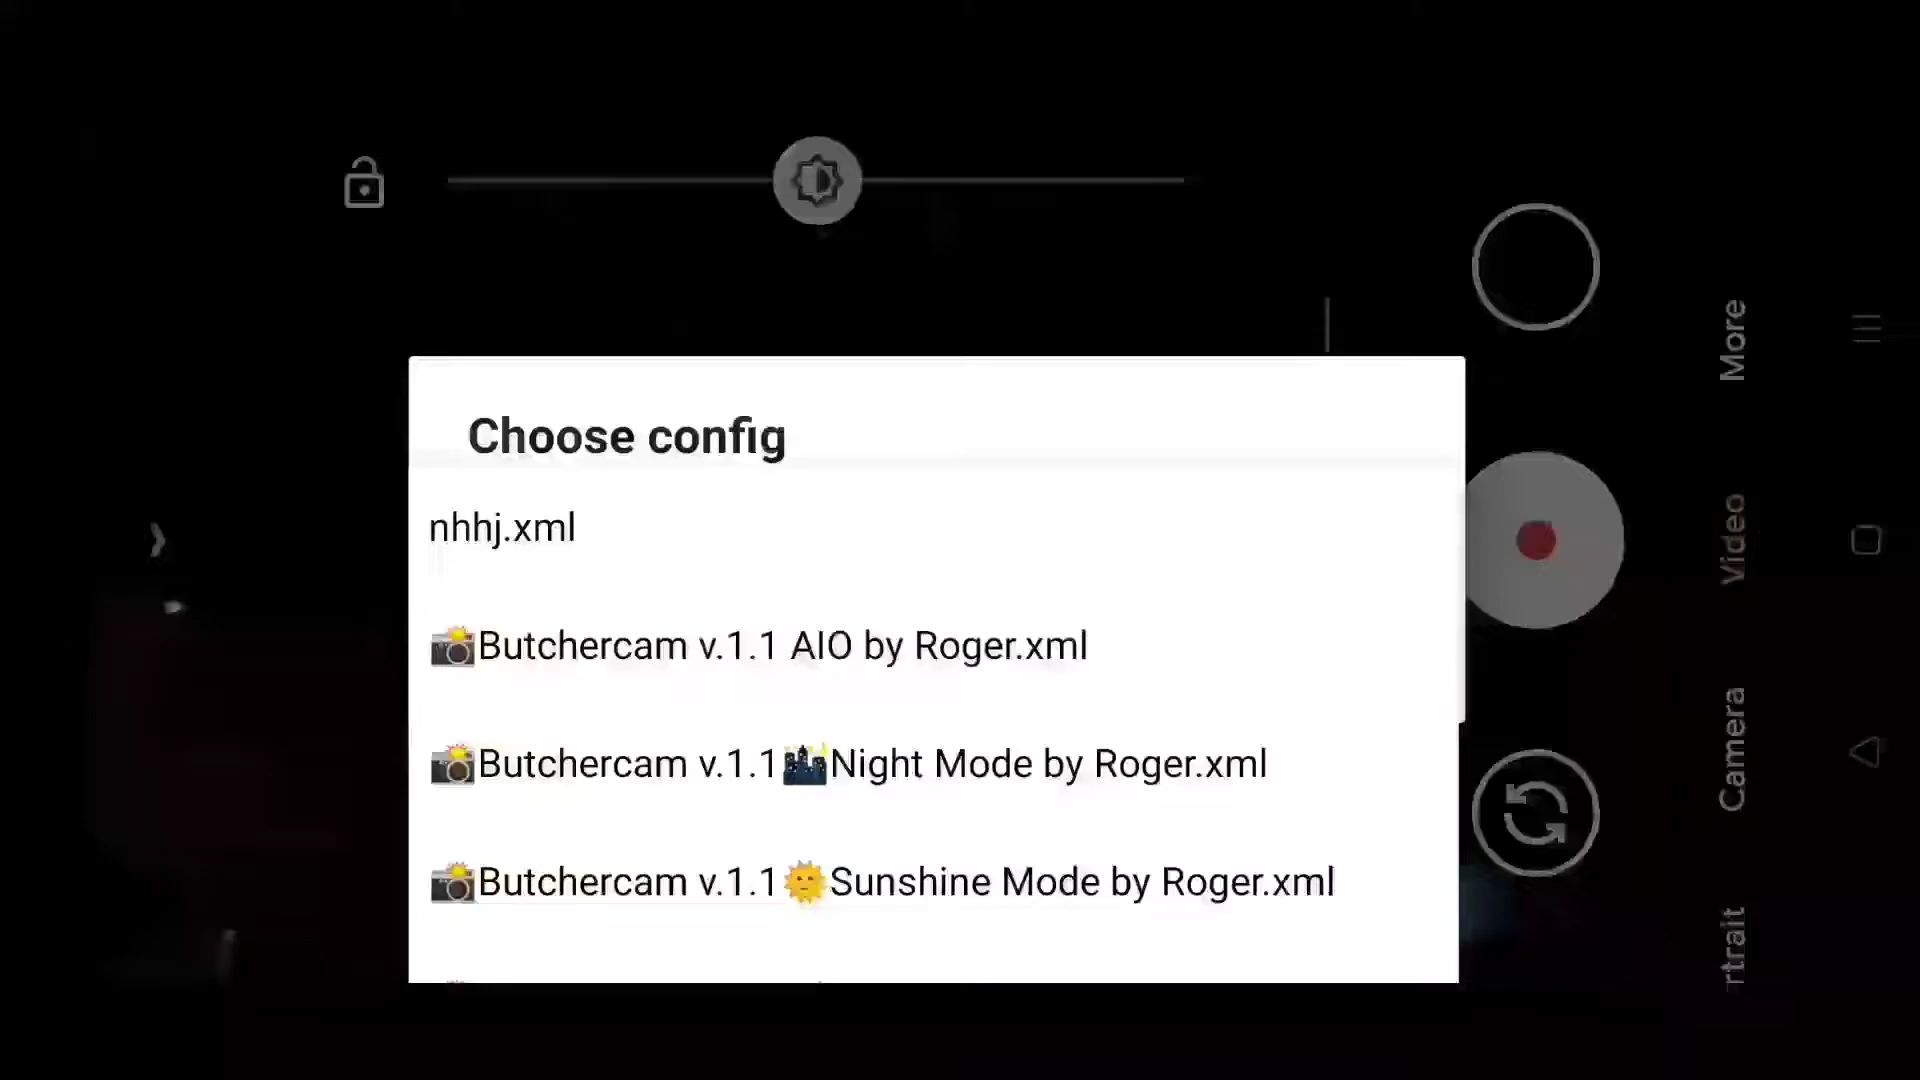 Choose config
nhhj.xml
📸Butchercam v.1.1 AIO by Roger.xml
📸Butchercam v.1.1🌃Night Mode by Roger.xml
📸Butchercam v.1.1🌞Sunshine Mode by Roger.xml
More
Video
Camera
rtrait